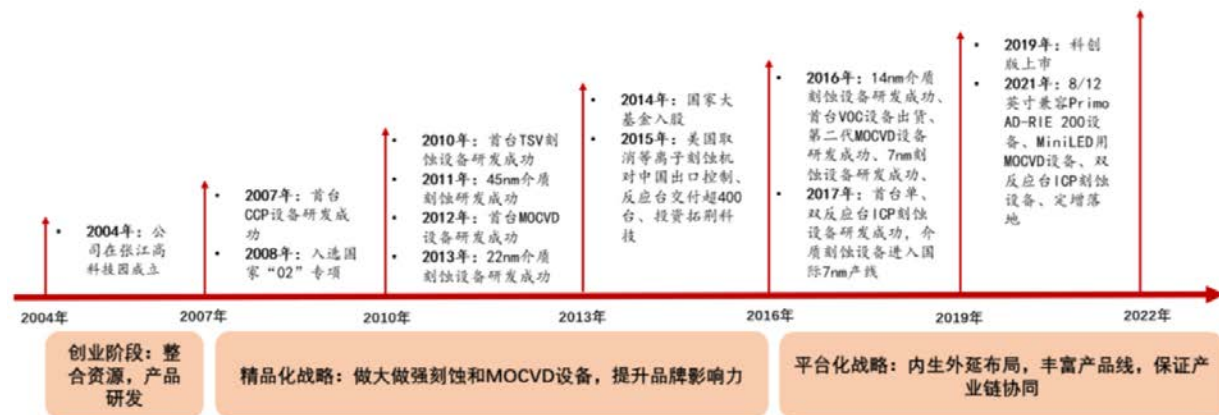 • 2004年：公
司在张江高
科技园成立
• 2007年：首台
CCP设备研发成
功
• 2008年：入选国
家“02”专项
• 2010年：首台TSV刻
蚀设备研发成功
• 2011年：45nm介质
刻蚀研发成功
• 2012年：首台MOCVD
设备研发成功
• 2013年：22nm介质
刻蚀设备研发成功
• 2014年：国家大
基金入股
• 2015年：美国取
消等离子刻蚀机
对中国出口控制、
反应台交付超400
台、投资拓荆科
技
• 2016年：14nm介质
刻蚀设备研发成功、
首台VOC设备出货、
第二代MOCVD设备
研发成功、7nm刻
蚀设备研发成功、
• 2017年：首台单、
双反应台ICP刻蚀
设备研发成功，介
质刻蚀设备进入国
际7nm产线
• 2019年：科创
版上市
• 2021年：8/12
英寸兼容Primo
AD-RIE 200设
备、MiniLED用
MOCVD设备、双
反应台ICP刻蚀
设备、定增落
地
2004年
2007年
2010年
2013年
2016年
2019年
2022年
创业阶段：整
合资源，产品
研发
精品化战略：做大做强刻蚀和MOCVD设备，提升品牌影响力
平台化战略：内生外延布局，丰富产品线，保证产
业链协同